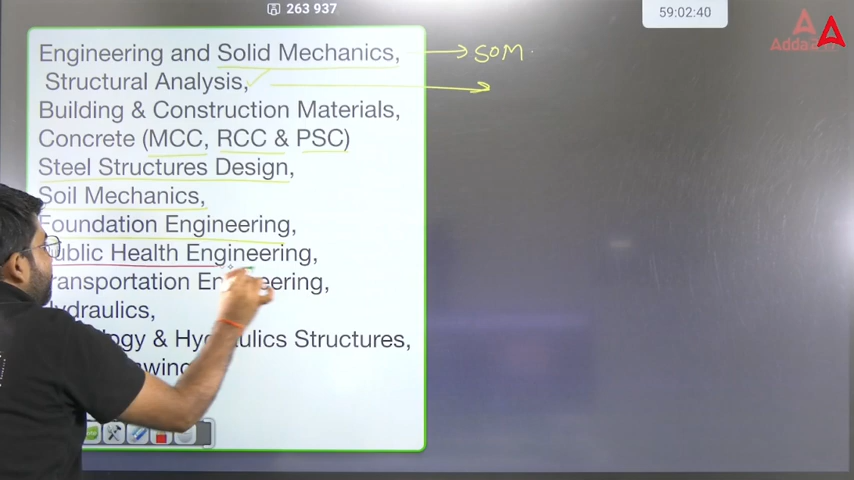 263 937
59:02:40
Adda
Engineering and Solid Mechanics, → SOM
Structural Analysis,
Building & Construction Materials,
Concrete (MCC, RCC & PSC)
Steel Structures Design,
Soil Mechanics,
Foundation Engineering,
Public Health Engineering,
Transportation Engineering,
Hydraulics,
& Hydraulics Structures,